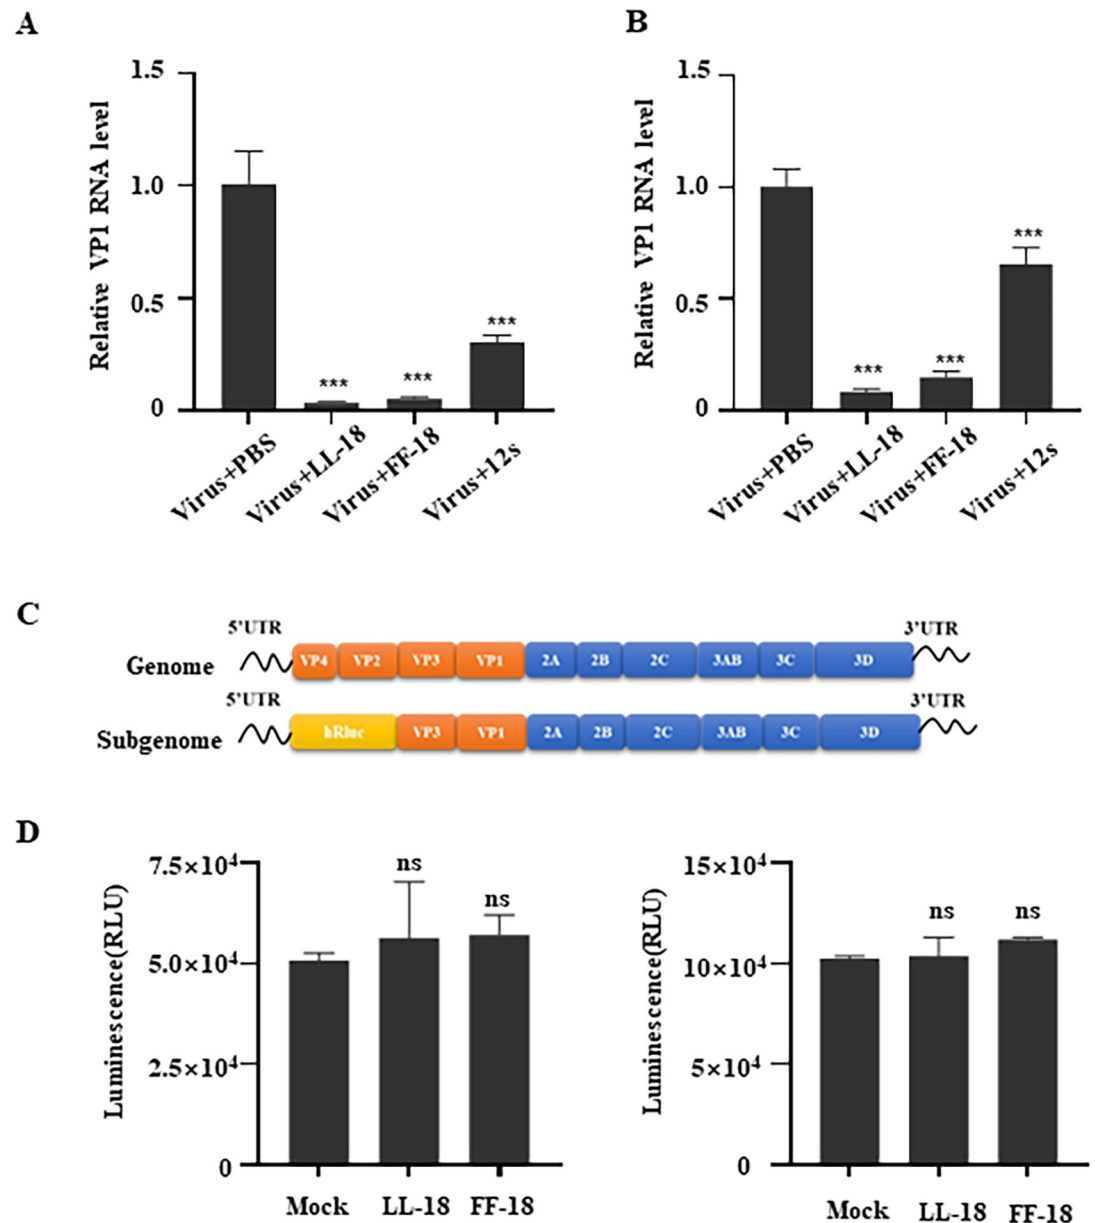 A
Relative VP1 RNA level
1.5
1.0
0.5
0
***
***
***
Virus+PBS
Virus+LL-18
Virus+FF-18
Virus+12s
B
Relative VP1 RNA level
1.5
1.0
0.5
0
***
***
***
Virus+PBS
Virus+LL-18
Virus+FF-18
Virus+12s
C
5’UTR
3’UTR
Genome
VP4 VP2 VP3 VP1 2A 2B 2C 3AB 3C 3D
5’UTR
3’UTR
Subgenome
hRluc VP3 VP1 2A 2B 2C 3AB 3C 3D
D
Luminescence(RLU)
7.5×10⁴
5.0×10⁴
2.5×10⁴
0
ns
ns
Mock LL-18 FF-18
Luminescence(RLU)
15×10⁴
10×10⁴
5×10⁴
0
ns
ns
Mock LL-18 FF-18